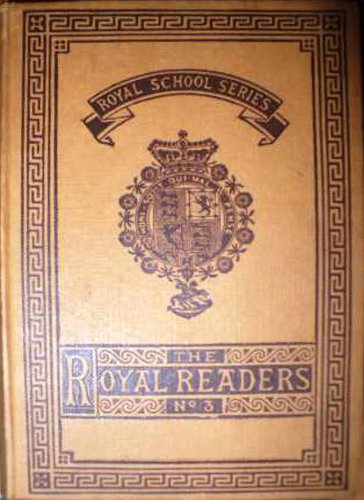 ROYAL SCHOOL SERIES
THE
ROYAL READERS
No 3